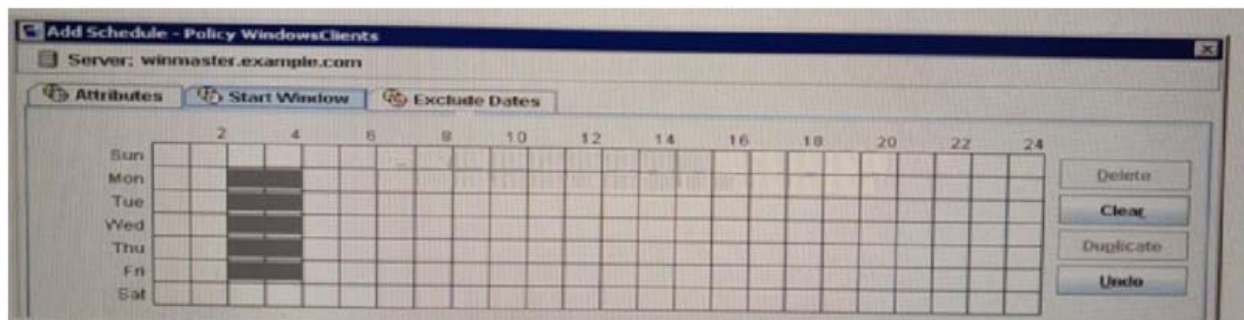 Add Schedule - Policy WindowsClients
Server: winmaster.example.com
Attributes Start Window Exclude Dates
2 4 6 8 10 12 14 16 18 20 22 24
Sun
Mon
Tue
Wed
Thu
Fri
Sat
Delete
Clear
Duplicate
Undo